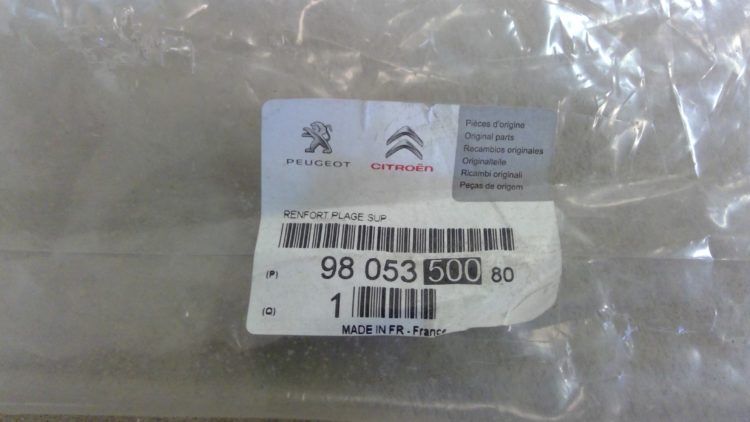 PEUGEOT
CITROËN
Pièces d'origine
Original parts
Recambios originales
Originalteile
Ricambi originali
Peças de origem
RENFORT PLAGE SUP
(P) 98 053 500 80
(Q) 1
MADE IN FR - France